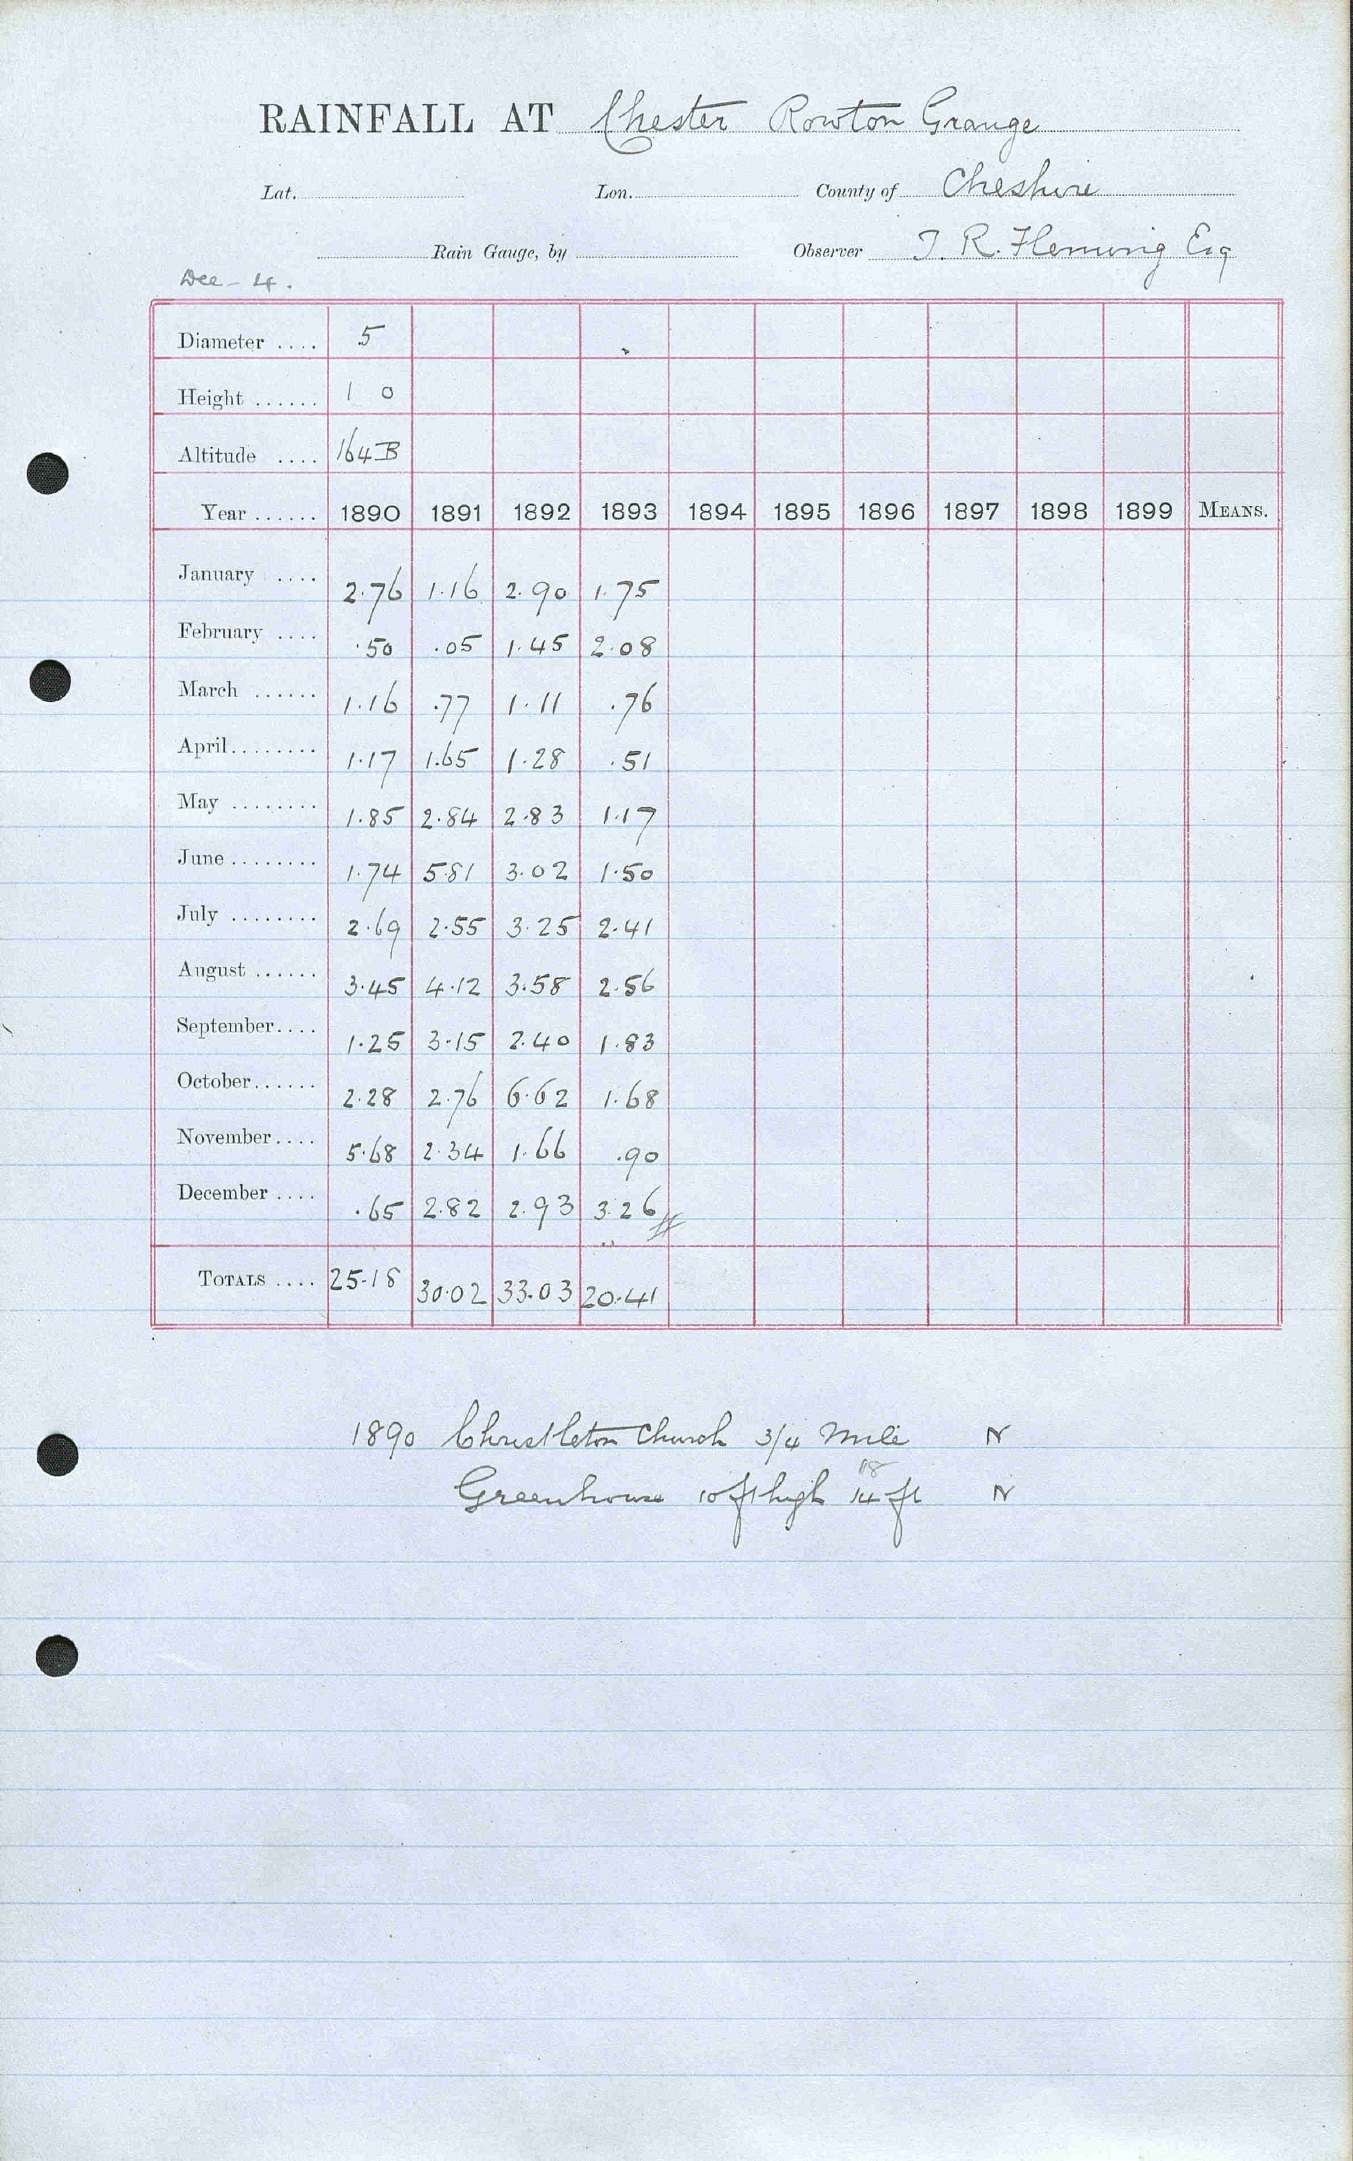 RAINFALL AT Chester Rowton Grange
Lat. Lon. County of Cheshire
Rain Gauge, by Observer J. R. Fleming Esq
Dec - 4.
Diameter .... 5
Height ...... 1 0
Altitude .... 164 B
Year ...... 1890 1891 1892 1893 1894 1895 1896 1897 1898 1899 MEANS.
January .... 2.76 1.16 2.90 1.75
February .... .50 .05 1.45 2.08
March ...... 1.16 .77 1.11 .76
April........ 1.17 1.65 1.28 .51
May ........ 1.85 2.84 2.83 1.17
June ........ 1.74 5.81 3.02 1.50
July ........ 2.69 2.55 3.25 2.41
August ...... 3.45 4.12 3.58 2.56
September.... 1.25 3.15 2.40 1.83
October...... 2.28 2.76 6.62 1.68
November.... 5.68 2.34 1.66 .90
December .... .65 2.82 2.93 3.26
TOTALS .... 25.18 30.02 33.03 20.41
1890 Christleton Church 3/4 Mile N
18
Greenhouse 10 ft high 14 ft N